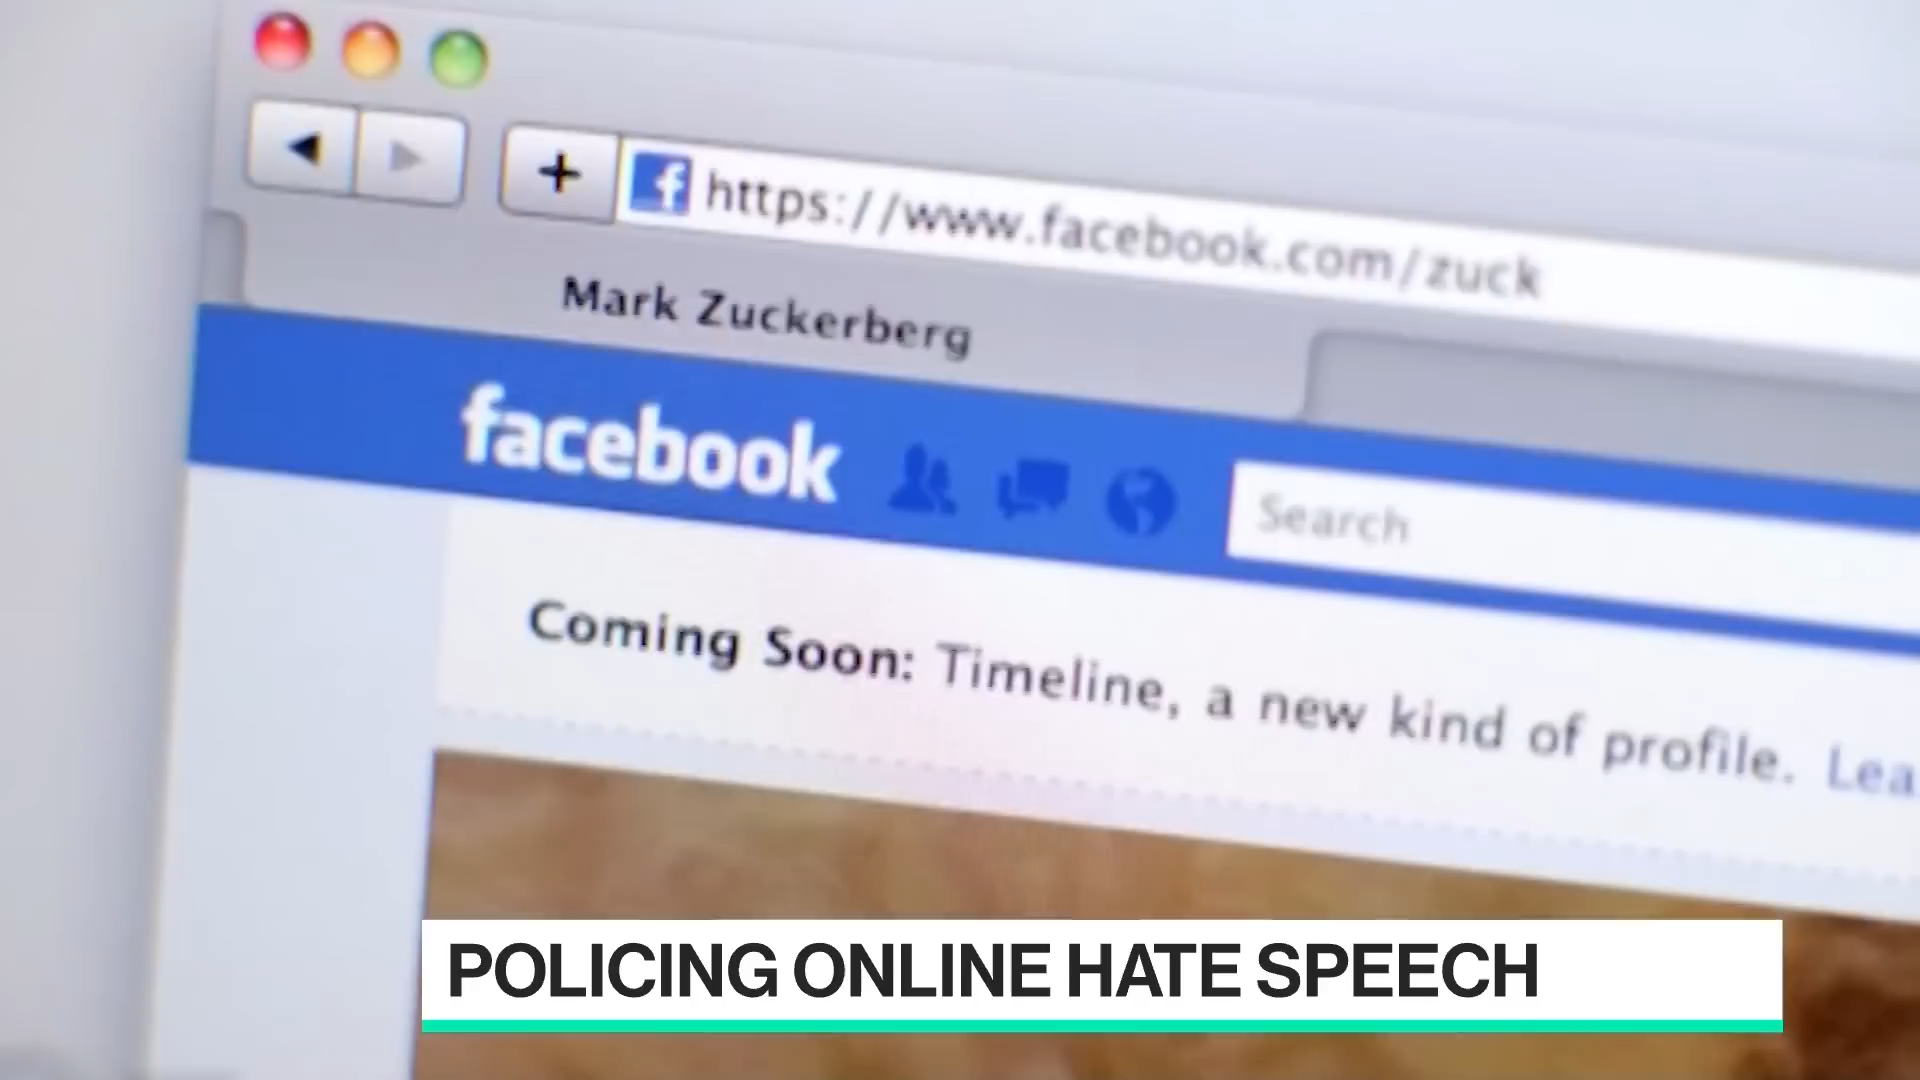 https://www.facebook.com/zuck
Mark Zuckerberg
facebook
Search
Coming Soon: Timeline, a new kind of profile. Lea
POLICING ONLINE HATE SPEECH